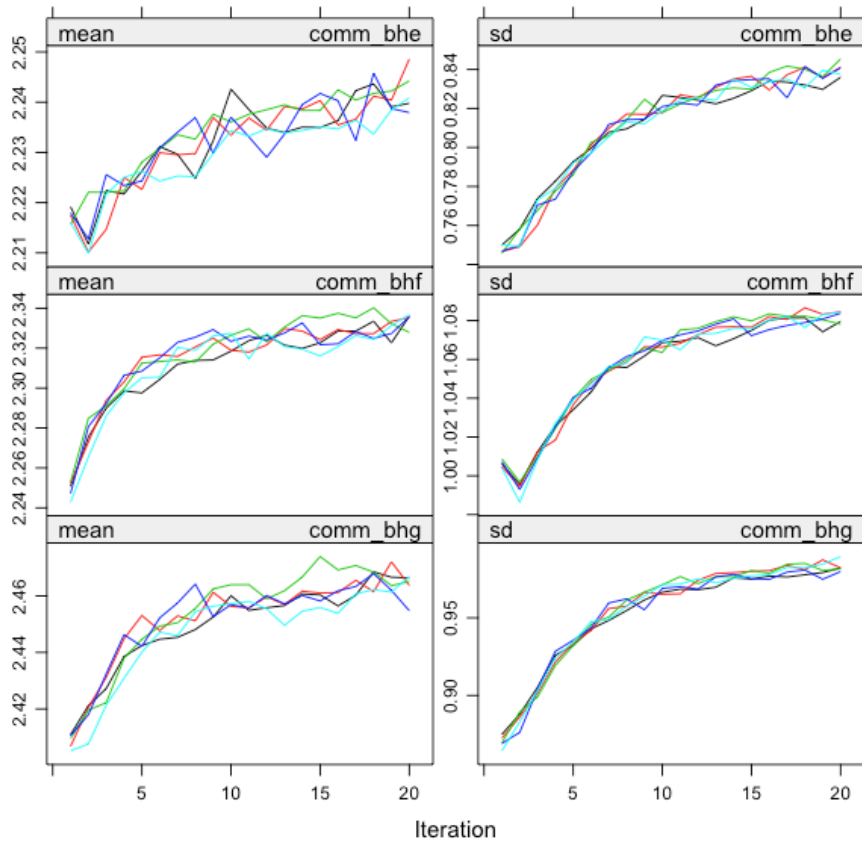 mean comm_bhe
sd comm_bhe
2.21 2.22 2.23 2.24 2.25
0.76 0.78 0.80 0.82 0.84
mean comm_bhf
sd comm_bhf
2.24 2.26 2.28 2.30 2.32 2.34
1.00 1.02 1.04 1.06 1.08
mean comm_bhg
sd comm_bhg
2.42 2.44 2.46
0.90 0.95
5 10 15 20
5 10 15 20
Iteration